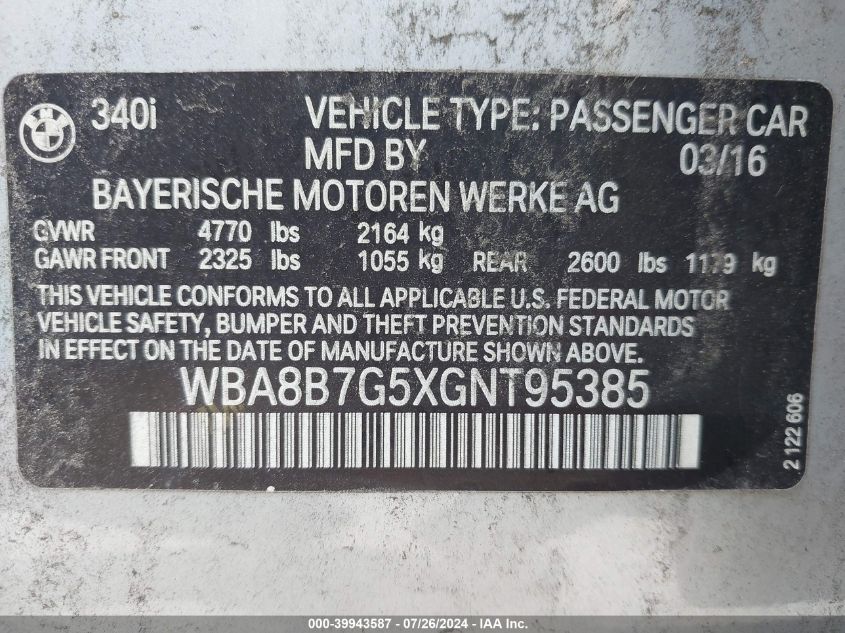 BMW
340i VEHICLE TYPE: PASSENGER CAR
MFD BY 03/16
BAYERISCHE MOTOREN WERKE AG
GVWR 4770 lbs 2164 kg
GAWR FRONT 2325 lbs 1055 kg REAR 2600 lbs 1179 kg
THIS VEHICLE CONFORMS TO ALL APPLICABLE U.S. FEDERAL MOTOR
VEHICLE SAFETY, BUMPER AND THEFT PREVENTION STANDARDS
IN EFFECT ON THE DATE OF MANUFACTURE SHOWN ABOVE.
WBA8B7G5XGNT95385
2 122 606
000-39943587 - 07/26/2024 - IAA, Inc.